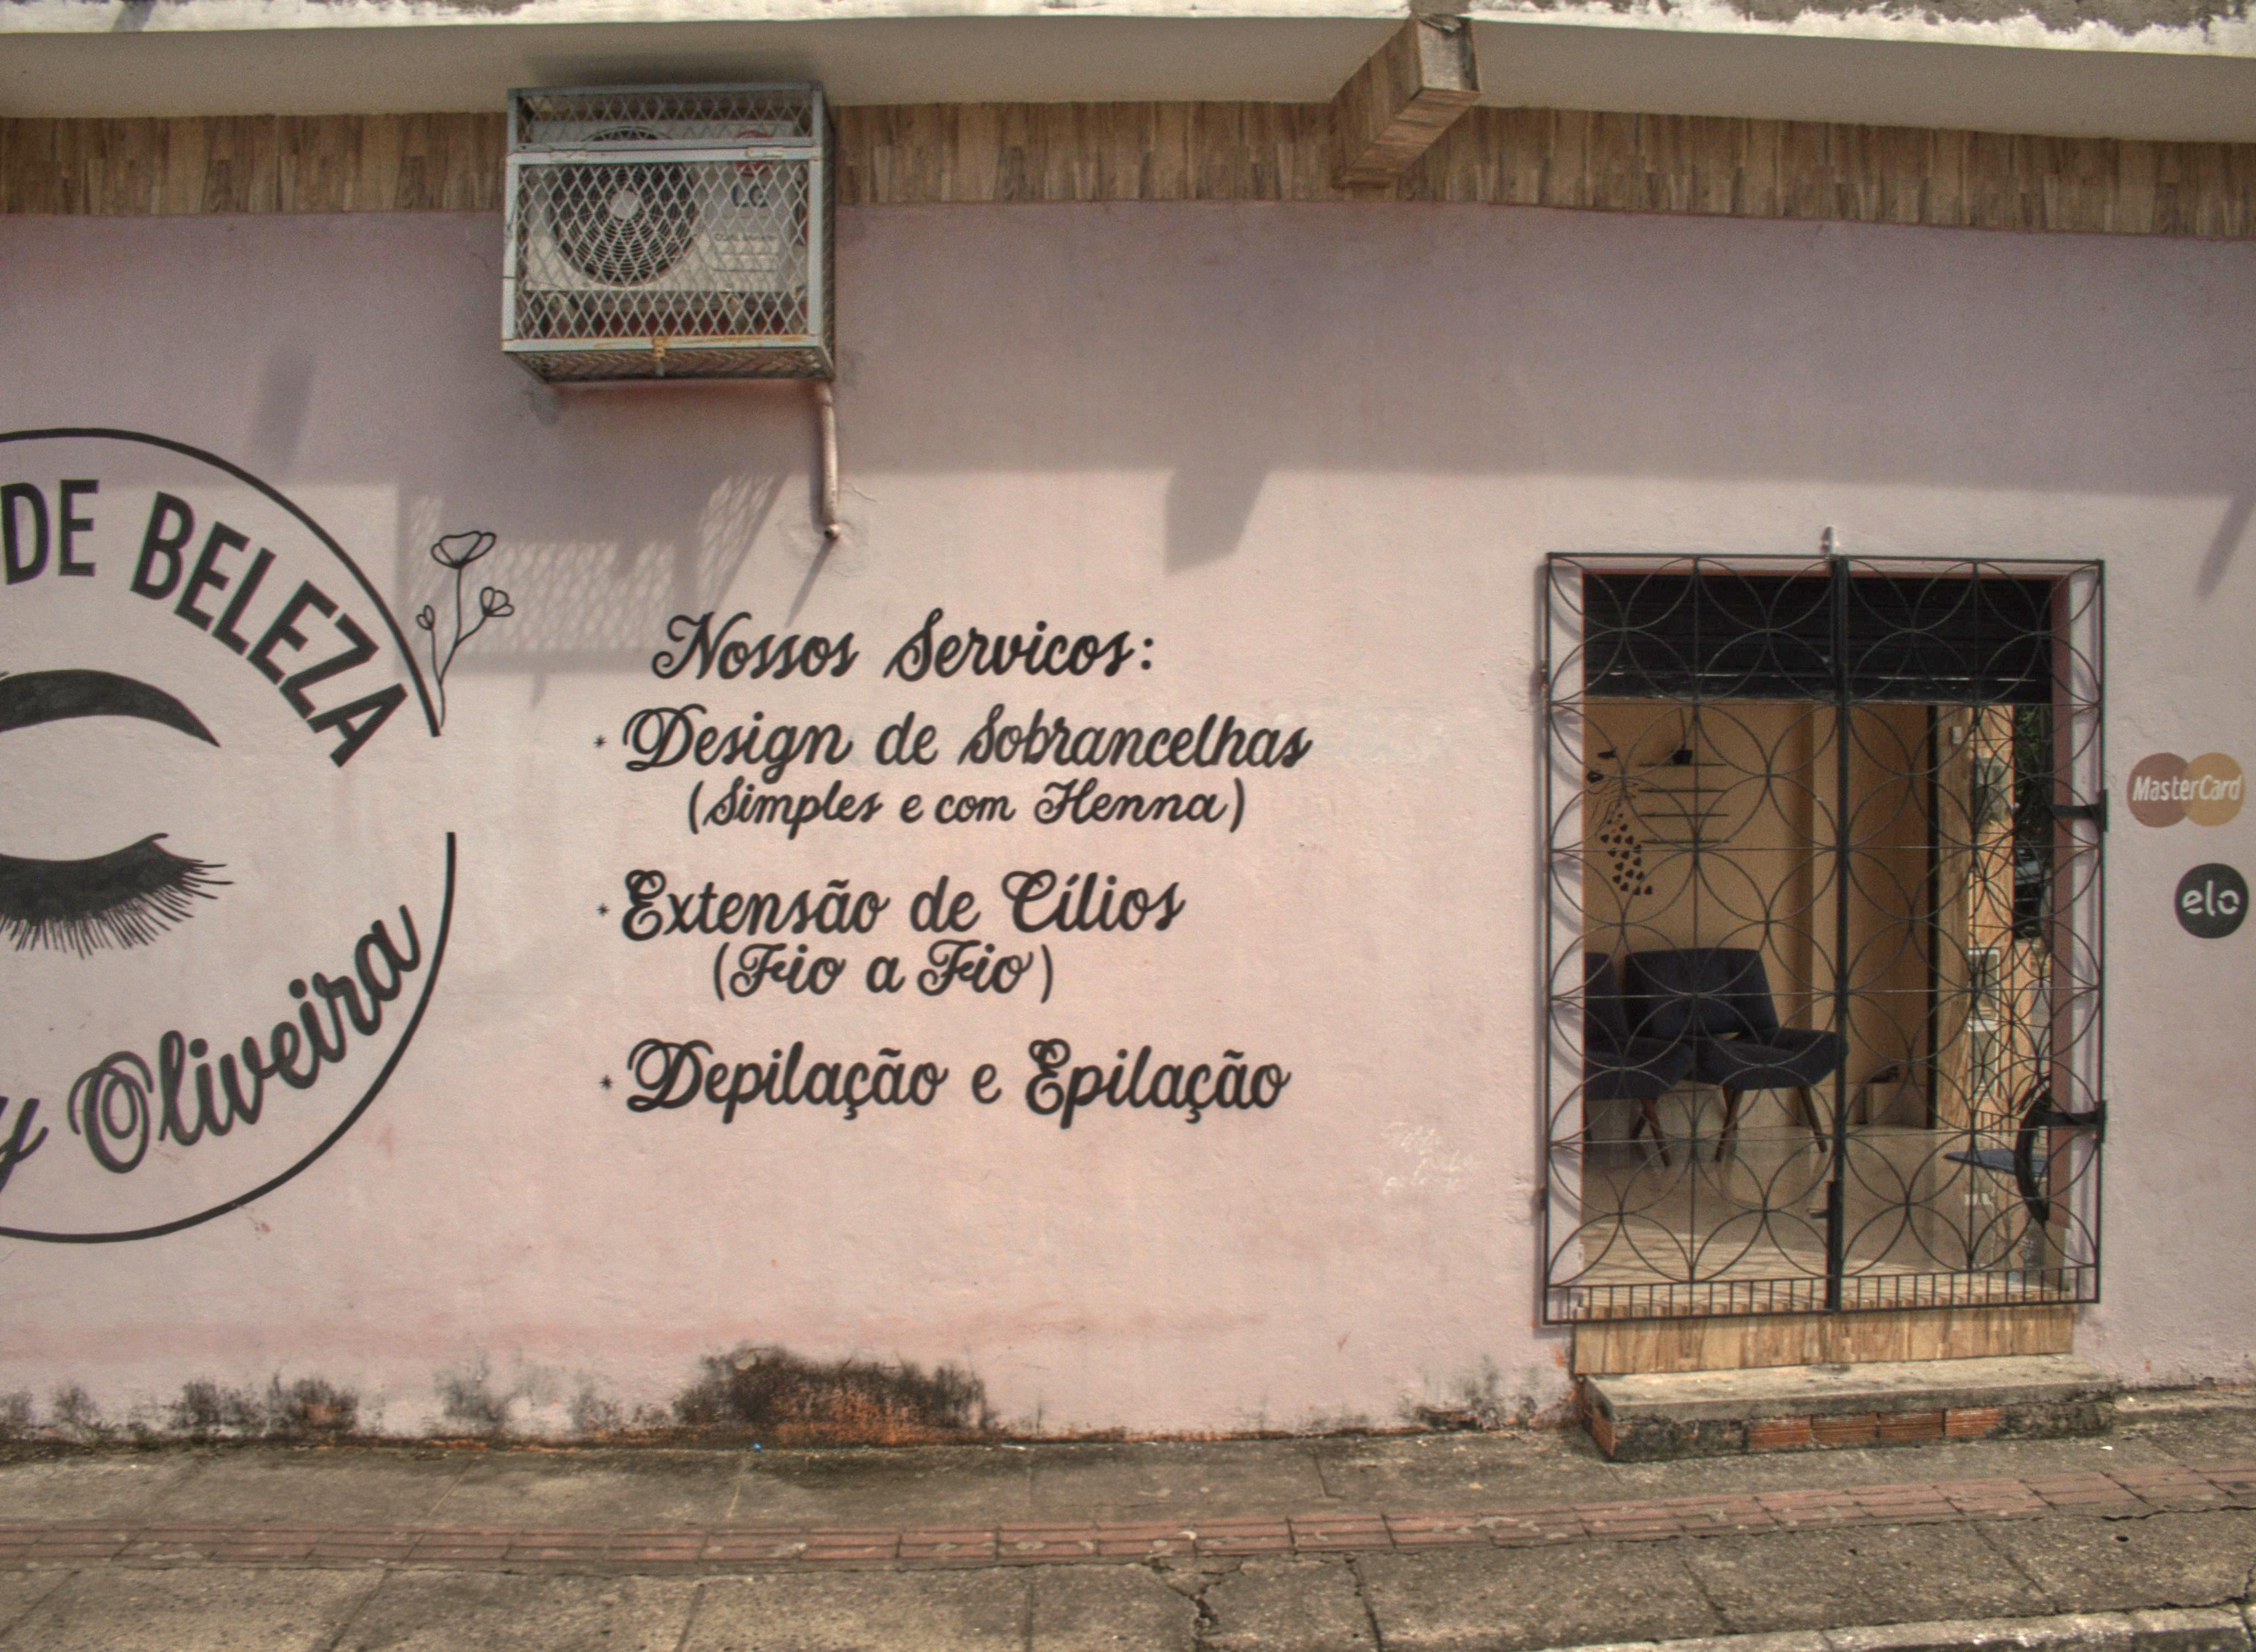 DE BELEZA
Oliveira
LG
Nossos Servicos:
* Design de Sobrancelhas
(Simples e com Henna)
* Extensão de Cílios
(Fio a Fio)
* Depilação e Epilação
MasterCard
elo